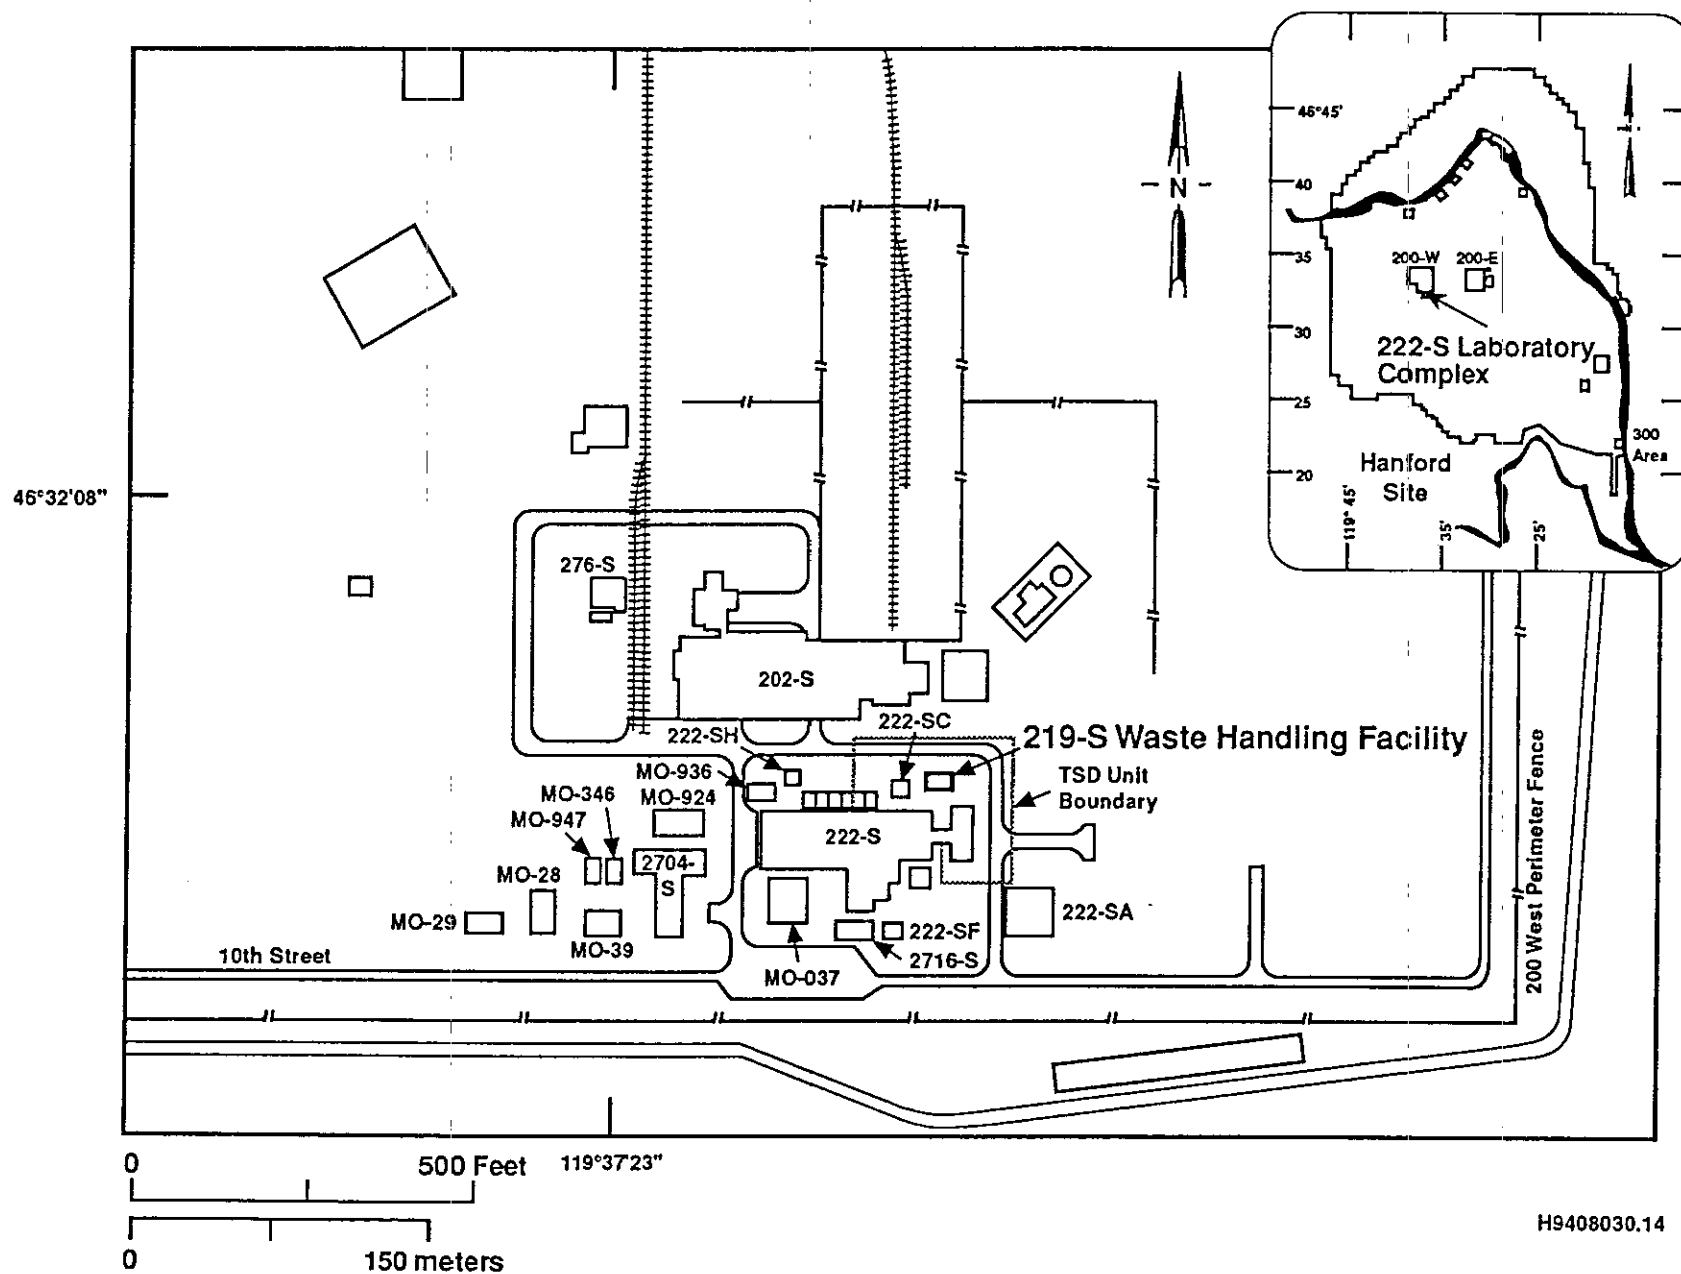 46°45'
40
35
30
25
20
200-W
200-E
222-S Laboratory
Complex
300
Area
Hanford
Site
119° 45'
35'
25'
N
46°32'08"
276-S
202-S
222-SC
222-SH
219-S Waste Handling Facility
TSD Unit
Boundary
MO-936
MO-924
MO-346
MO-947
222-S
2704-
S
MO-28
MO-29
MO-39
222-SA
222-SF
2716-S
MO-037
10th Street
200 West Perimeter Fence
0
500 Feet
119°37'23"
0
150 meters
H9408030.14